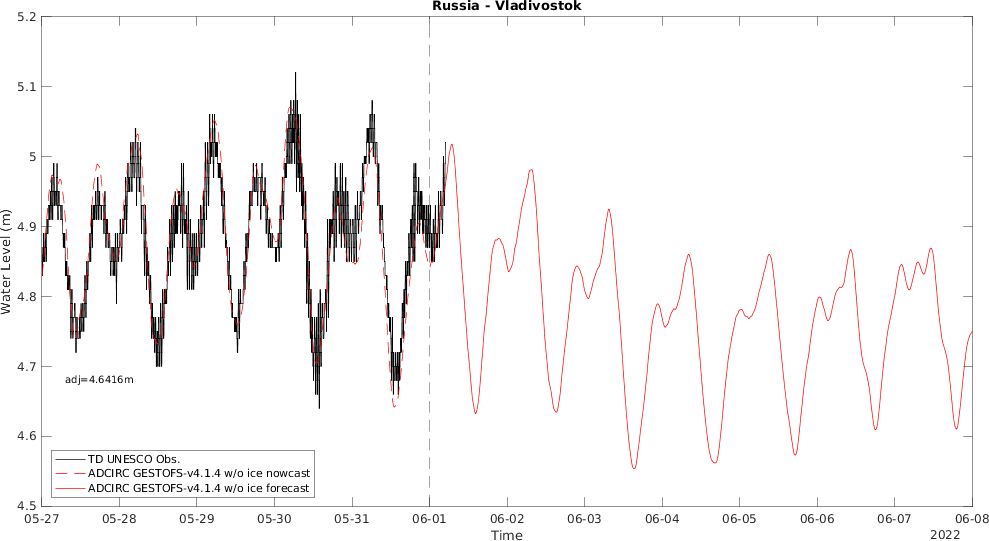 Russia - Vladivostok
5.2
5.1
5
4.9
4.8
4.7
4.6
4.5
Water Level (m)
adj=4.6416m
TD UNESCO Obs.
ADCIRC GESTOFS-v4.1.4 w/o ice nowcast
ADCIRC GESTOFS-v4.1.4 w/o ice forecast
05-27 05-28 05-29 05-30 05-31 06-01 06-02 06-03 06-04 06-05 06-06 06-07 06-08
Time
2022